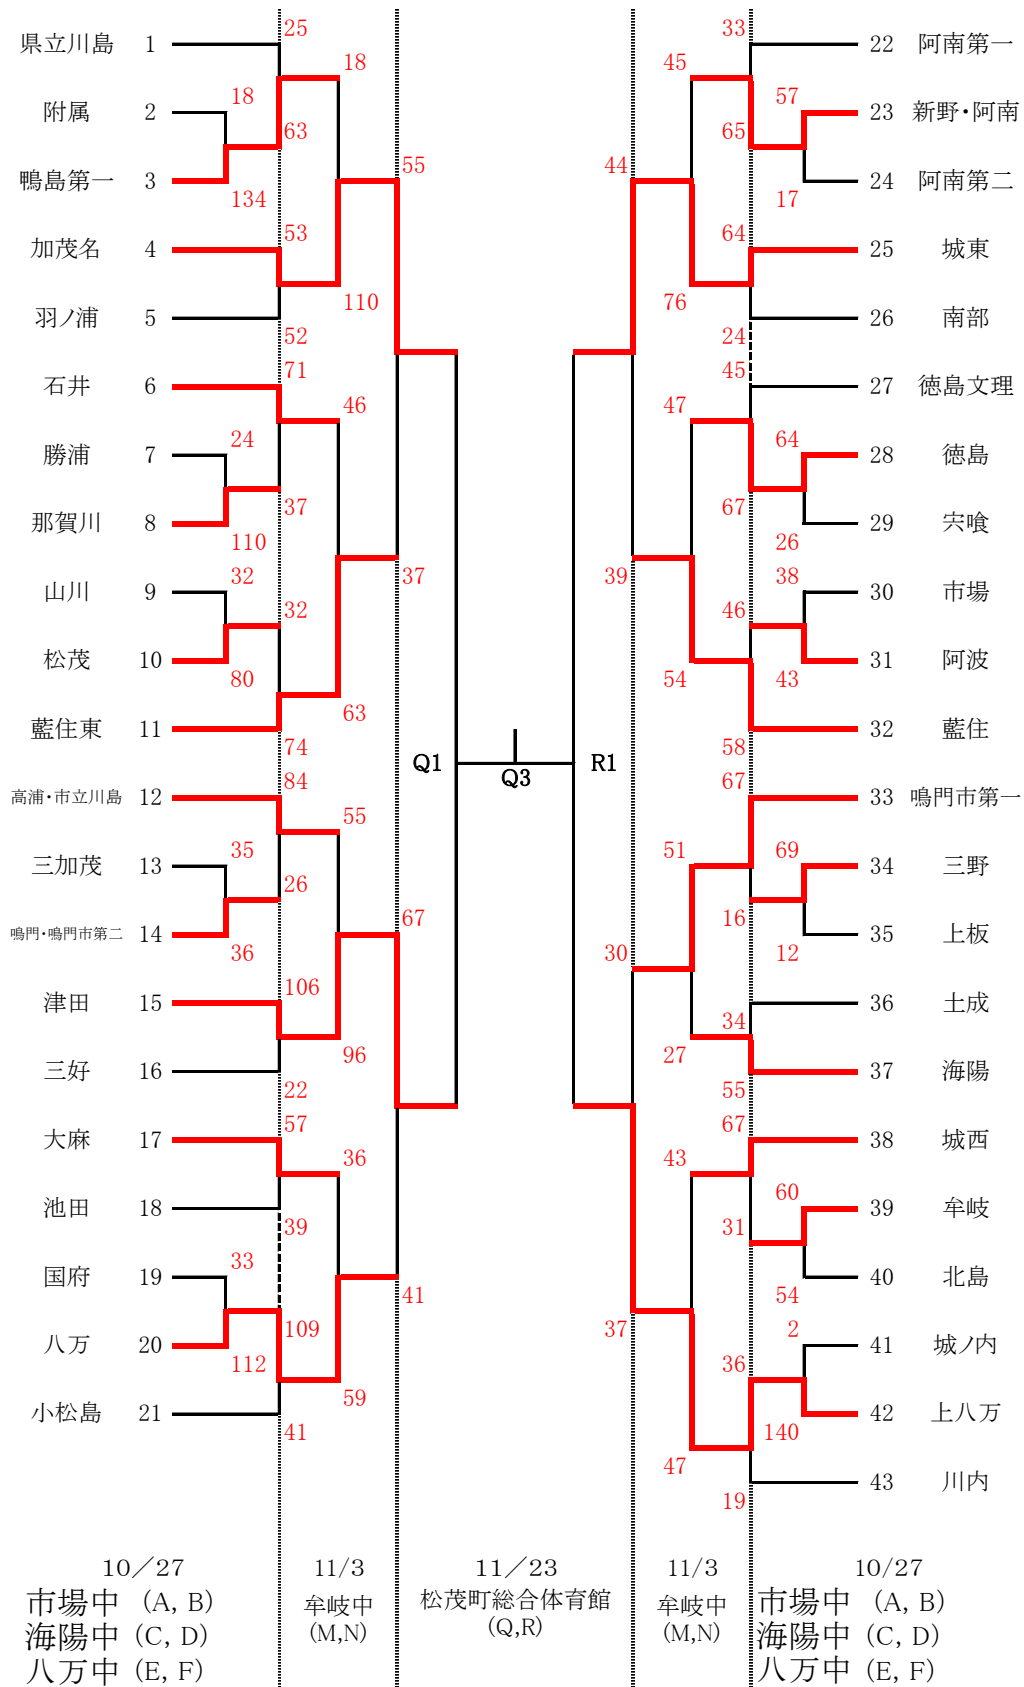 25
33
県立川島 1
18
45
22 阿南第一
18
57
附属 2
63
65
23 新野・阿南
55
44
鴨島第一 3
134
17
24 阿南第二
53
64
加茂名 4
25 城東
110
76
羽ノ浦 5
52
24
26 南部
71
45
石井 6
27 徳島文理
46
47
24
64
勝浦 7
28 徳島
37
67
那賀川 8
110
26
29 宍喰
32
37
39
38
山川 9
32
46
30 市場
松茂 10
80
54
43
31 阿波
63
藍住東 11
74
58
32 藍住
Q1
Q3
R1
84
67
高浦・市立川島 12
33 鳴門市第一
55
51
35
69
三加茂 13
26
34 三野
67
16
鳴門・鳴門市第二 14
36
30
12
35 上板
106
津田 15
34
36 土成
96
27
三好 16
22
55
37 海陽
57
67
大麻 17
36
43
38 城西
60
池田 18
39
31
39 牟岐
33
国府 19
41
54
40 北島
109
37
2
八万 20
112
36
41 城ノ内
59
小松島 21
41
140
42 上八万
47
19
43 川内
10／27
11/3
11／23
11/3
10/27
市場中 (A, B)
牟岐中
松茂町総合体育館
牟岐中
市場中 (A, B)
海陽中 (C, D)
(M,N)
(Q,R)
(M,N)
海陽中 (C, D)
八万中 (E, F)
八万中 (E, F)